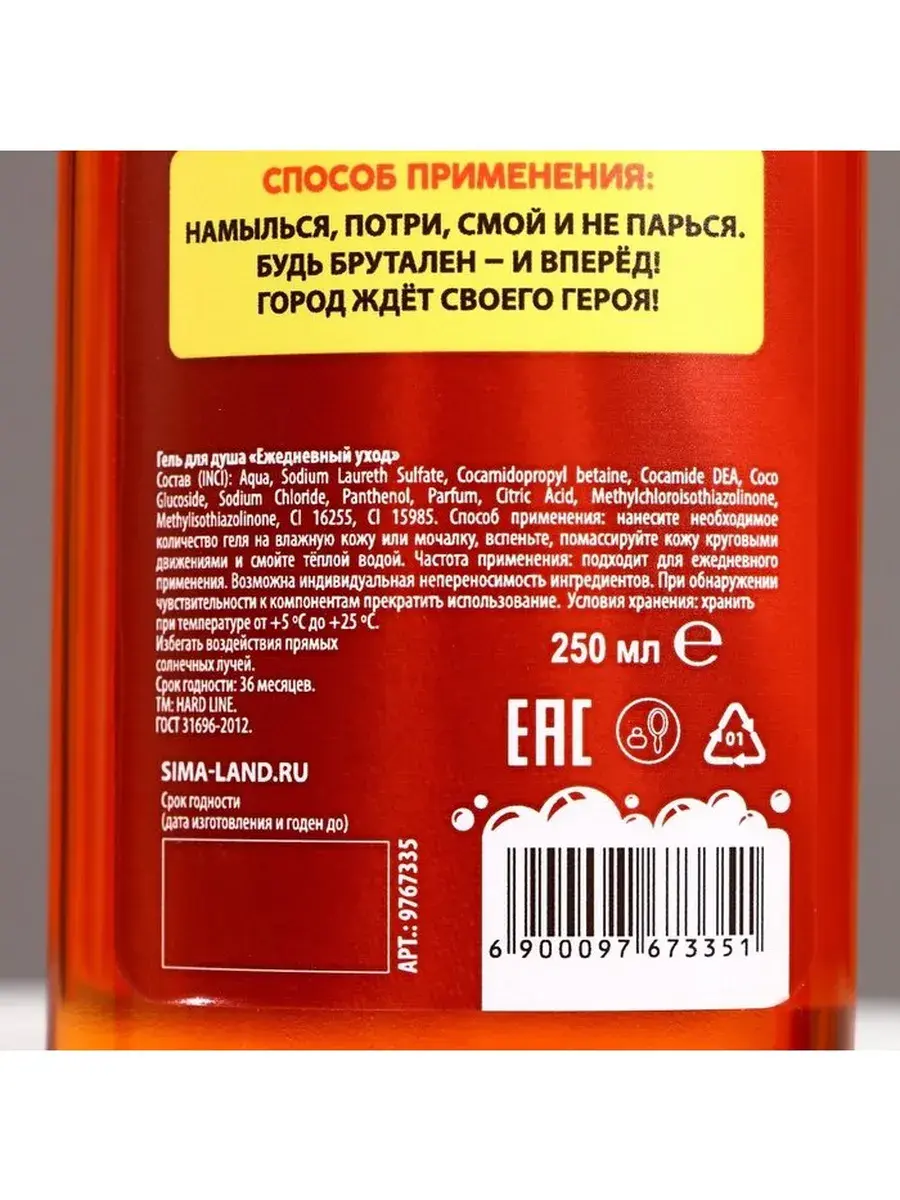 СПОСОБ ПРИМЕНЕНИЯ:
НАМЫЛЬСЯ, ПОТРИ, СМОЙ И НЕ ПАРЬСЯ.
БУДЬ БРУТАЛЕН – И ВПЕРЁД!
ГОРОД ЖДЁТ СВОЕГО ГЕРОЯ!
Гель для душа «Ежедневный уход»
Состав (INCI): Aqua, Sodium Laureth Sulfate, Cocamidopropyl betaine, Cocamide DEA, Coco
Glucoside, Sodium Chloride, Panthenol, Parfum, Citric Acid, Methylchloroisothiazolinone,
Methylisothiazolinone, CI 16255, CI 15985. Способ применения: нанесите необходимое
количество геля на влажную кожу или мочалку, вспеньте, помассируйте кожу круговыми
движениями и смойте тёплой водой. Частота применения: подходит для ежедневного
применения. Возможна индивидуальная непереносимость ингредиентов. При обнаружении
чувствительности к компонентам прекратить использование. Условия хранения: хранить
при температуре от +5 ºС до +25 ºС.
Избегать воздействия прямых
солнечных лучей.
Срок годности: 36 месяцев.
ТМ: HARD LINE.
ГОСТ 31696-2012.
250 мл e
EAC
01
SIMA-LAND.RU
Срок годности
(дата изготовления и годен до)
АРТ.: 9767335
6 900097 673351